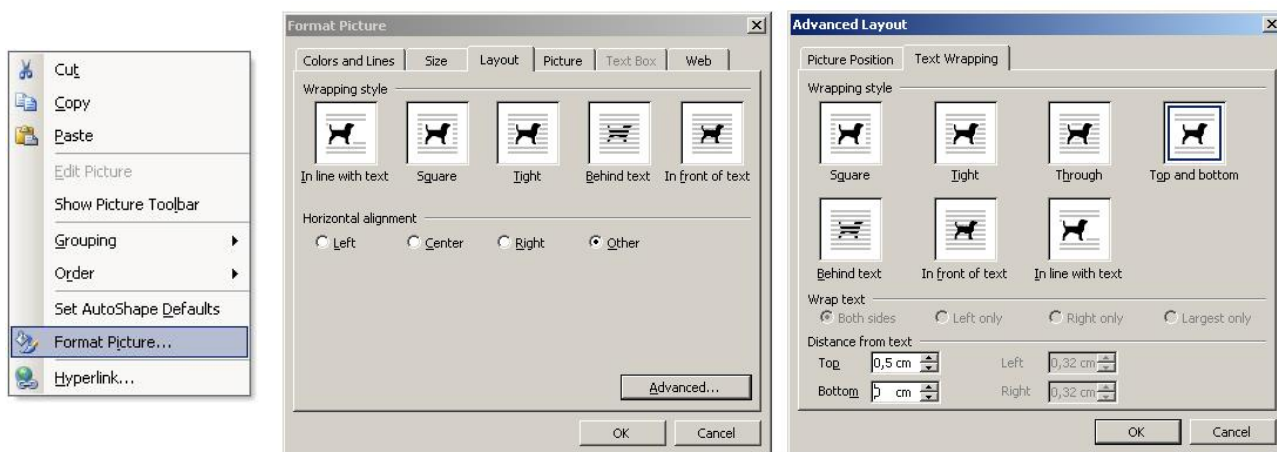 Cut
Copy
Paste
Edit Picture
Show Picture Toolbar
Grouping
Order
Set AutoShape Defaults
Format Picture...
Hyperlink...
Format Picture
Colors and Lines Size Layout Picture Text Box Web
Wrapping style
In line with text Square Tight Behind text In front of text
Horizontal alignment
Left Center Right Other
Advanced...
OK Cancel
Advanced Layout
Picture Position Text Wrapping
Wrapping style
Square Tight Through Top and bottom
Behind text In front of text In line with text
Wrap text
Both sides Left only Right only Largest only
Distance from text
Top 0,5 cm Left 0,32 cm
Bottom cm Right 0,32 cm
OK Cancel